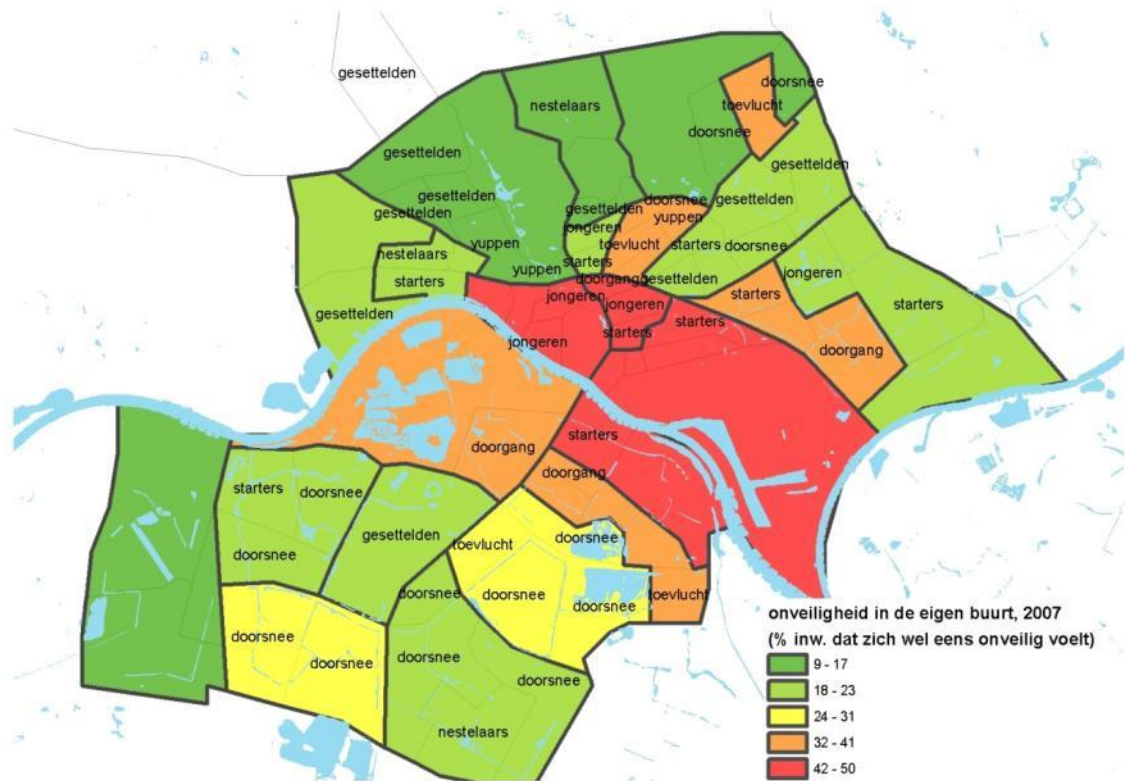 gesettelden
doorsnee
nestelaars
toevlucht
doorsnee
gesettelden
gesettelden
gesettelden
gesettelden
doorsnee
gesettelden
gesettelden
yuppen
jongeren
yuppen
toevlucht
starters
doorsnee
nestelaars
starters
yuppen
starters
doorgang
gesettelden
jongeren
jongeren
jongeren
starters
starters
gesettelden
starters
starters
jongeren
doorgang
starters
doorgang
doorgang
starters
doorsnee
gesettelden
doorsnee
toevlucht
doorsnee
doorsnee
doorsnee
doorsnee
toevlucht
doorsnee
doorsnee
doorsnee
doorsnee
doorsnee
nestelaars
onveiligheid in de eigen buurt, 2007
(% inw. dat zich wel eens onveilig voelt)
9 - 17
18 - 23
24 - 31
32 - 41
42 - 50